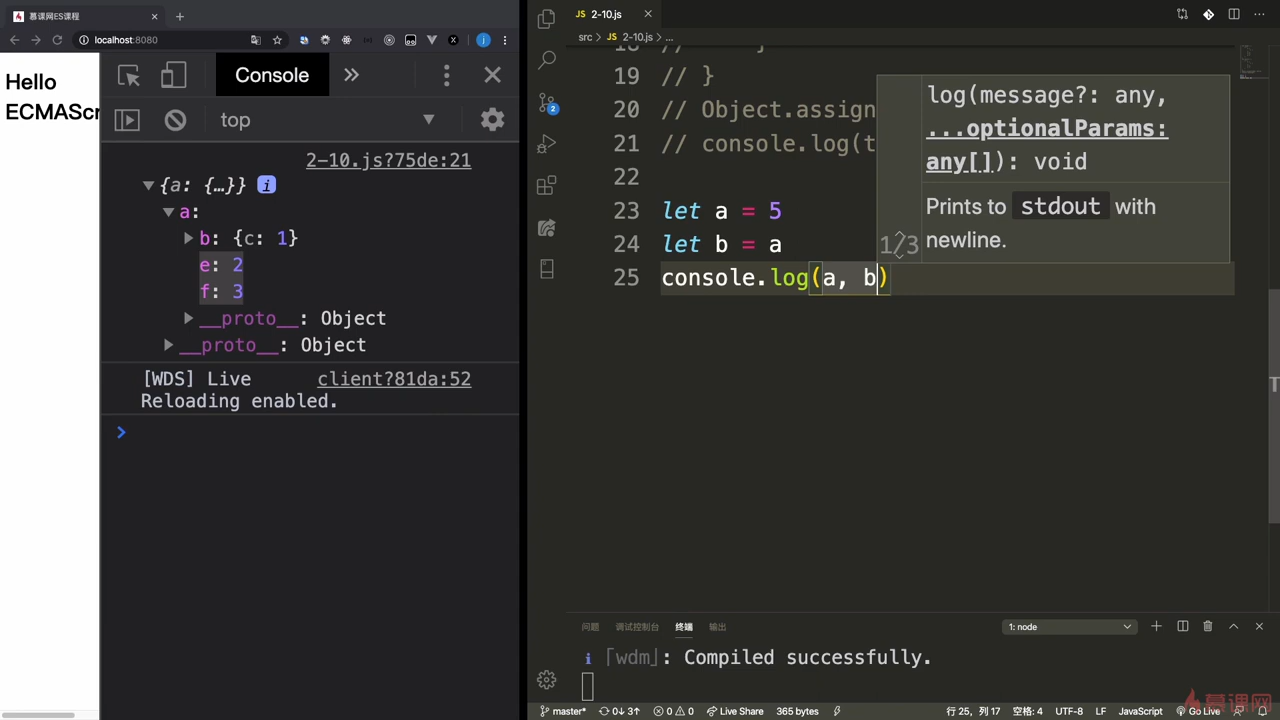 慕课网ES课程
localhost:8080
Hello
ECMAScr
Console
top
2-10.js?75de:21
{a: {…}} i
a:
b: {c: 1}
e: 2
f: 3
__proto__: Object
__proto__: Object
[WDS] Live
client?81da:52
Reloading enabled.
JS 2-10.js
src > JS 2-10.js > ...
19 // }
20 // Object.assign
21 // console.log(t
22
23 let a = 5
24 let b = a
25 console.log(a, b)
log(message?: any,
...optionalParams:
any[]): void
Prints to stdout with
newline.
1/3
2
问题 调试控制台 终端 输出
1: node
i ｢wdm｣: Compiled successfully.
master* 0↓ 3↑ 0 0 Live Share 365 bytes
行 25, 列 17 空格: 4 UTF-8 LF JavaScript Go Live
慕课网